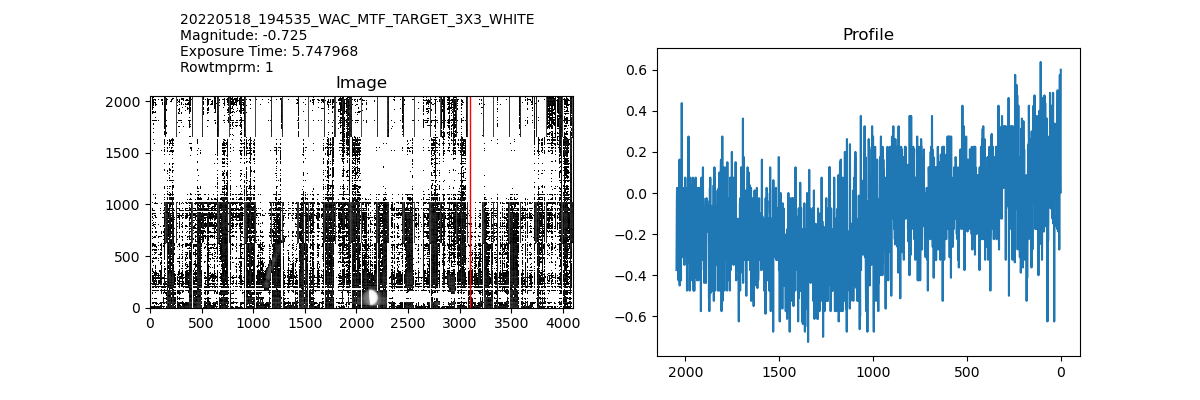 20220518_194535_WAC_MTF_TARGET_3X3_WHITE
Magnitude: -0.725
Exposure Time: 5.747968
Rowtmprm: 1
Image
2000
1500
1000
500
0
0 500 1000 1500 2000 2500 3000 3500 4000
Profile
0.6
0.4
0.2
0.0
−0.2
−0.4
−0.6
2000 1500 1000 500 0